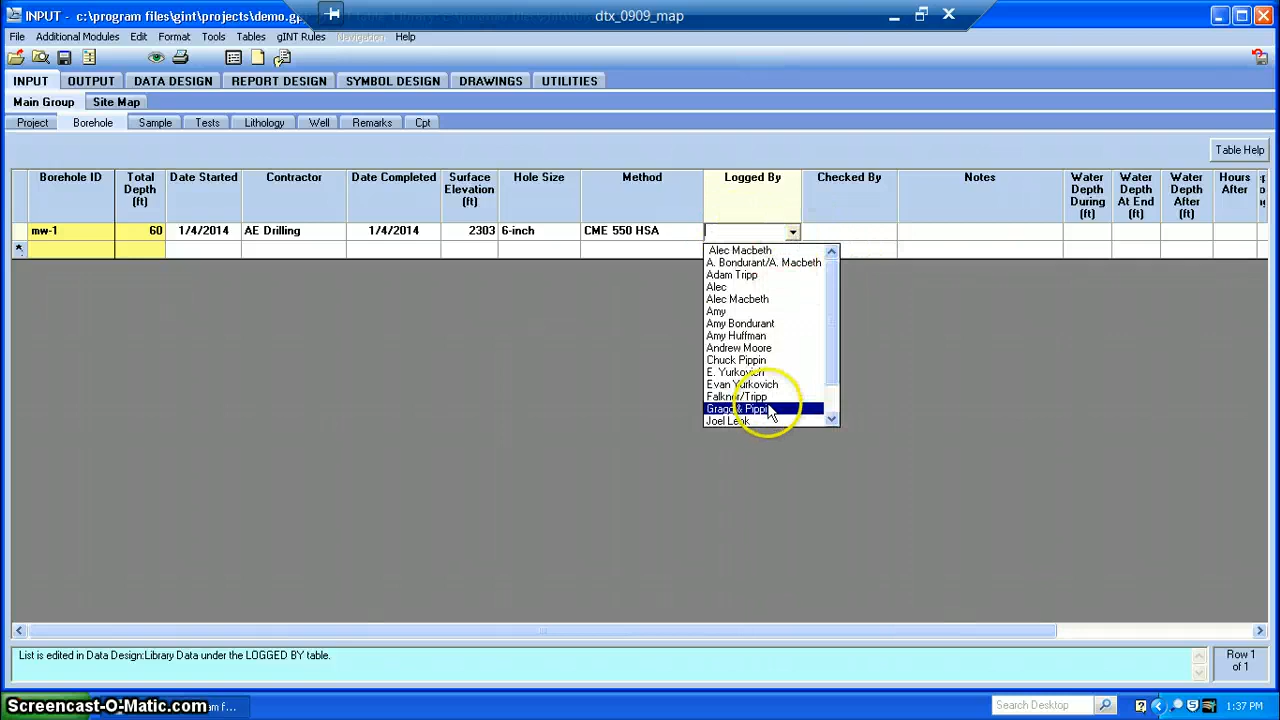 INPUT - c:\program files\gint\projects\demo.gp
dtx_0909_map
File Additional Modules Edit Format Tools Tables gINT Rules Navigation Help
INPUT OUTPUT DATA DESIGN REPORT DESIGN SYMBOL DESIGN DRAWINGS UTILITIES
Main Group Site Map
Project Borehole Sample Tests Lithology Well Remarks Cpt
Table Help
Borehole ID Total Depth (ft) Date Started Contractor Date Completed Surface Elevation (ft) Hole Size Method Logged By Checked By Notes Water Depth During (ft) Water Depth At End (ft) Water Depth After (ft) Hours After
mw-1 60 1/4/2014 AE Drilling 1/4/2014 2303 6-inch CME 550 HSA
Alec Macbeth
A. Bondurant/A. Macbeth
Adam Tripp
Alec
Alec Macbeth
Amy
Amy Bondurant
Amy Huffman
Andrew Moore
Chuck Pippin
E. Yurkovich
Evan Yurkovich
Falknor/Tripp
Gragg & Pippi
Joel Lenk
List is edited in Data Design:Library Data under the LOGGED BY table.
Row 1
of 1
Screencast-O-Matic.com
am f...
Search Desktop
1:37 PM